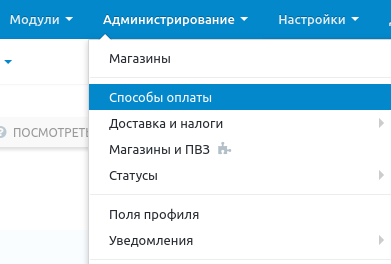 Модули Администрирование Настройки
Магазины
Способы оплаты
ПОСМОТРЕТЬ Доставка и налоги
Магазины и ПВЗ
Статусы
Поля профиля
Уведомления